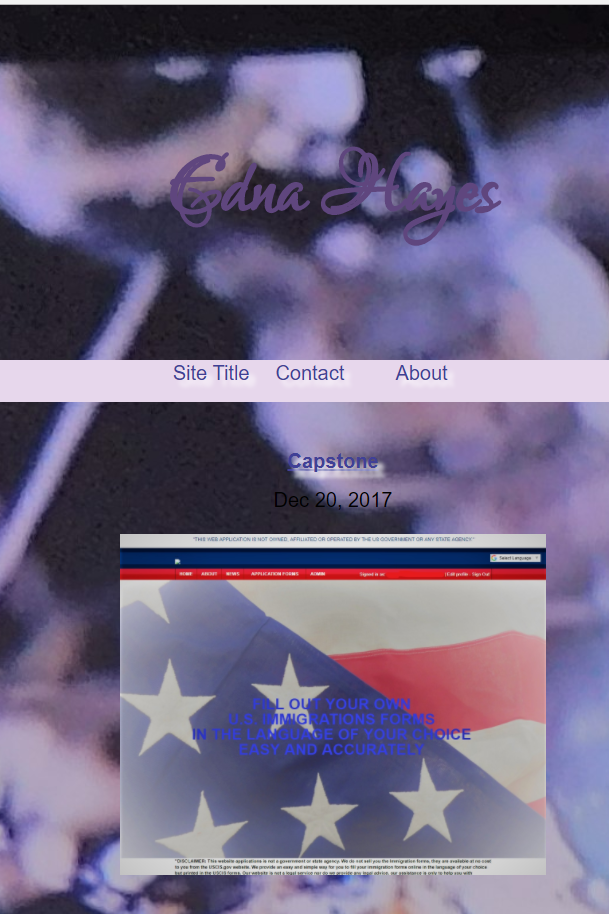 Edna Hayes
Site Title Contact About
Capstone
Dec 20, 2017
"THIS WEB APPLICATION IS NOT OWNED, AFFILIATED OR OPERATED BY THE US GOVERNMENT OR ANY STATE AGENCY"
Select Language
HOME ABOUT NEWS APPLICATION FORMS ADMIN Signed in as Edit profile Sign Out
FILL OUT YOUR OWN
U.S. IMMIGRATIONS FORMS
IN THE LANGUAGE OF YOUR CHOICE
EASY AND ACCURATELY
"DISCLAIMER: This website applications is not a government or state agency. We do not sell you the immigration forms, they are available at no cost
to you from the USCIS.gov website. We provide an easy and simple way for you to fill your immigration forms online in the language of your choice
but printed in the USCIS forms. Our website is not a legal service nor do we provide any legal advice, our assistance is only to help you with